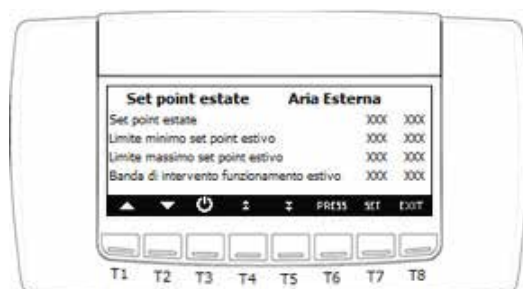 Set point estate Aria Esterna
Set point estate XXX XXX
Limite minimo set point estivo XXX XXX
Limite massimo set point estivo XXX XXX
Banda di intervento funzionamento estivo XXX XXX
PRESS SET EXIT
T1 T2 T3 T4 T5 T6 T7 T8